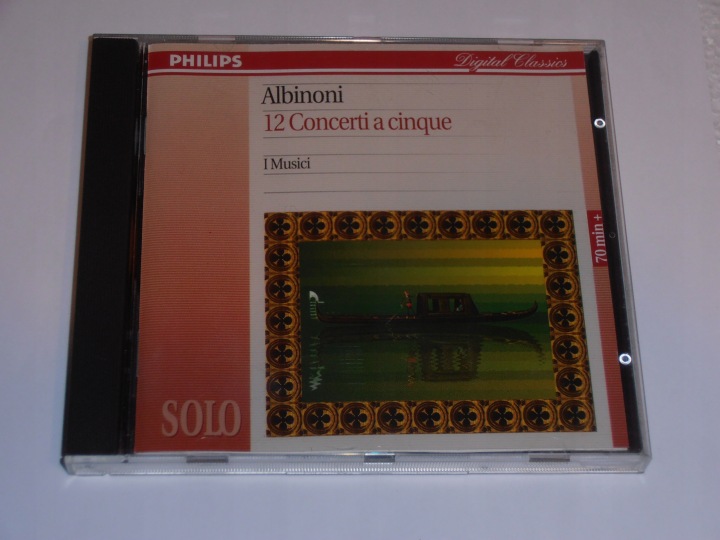 PHILIPS
Digital Classics
Albinoni
12 Concerti a cinque
I Musici
70 min +
SOLO